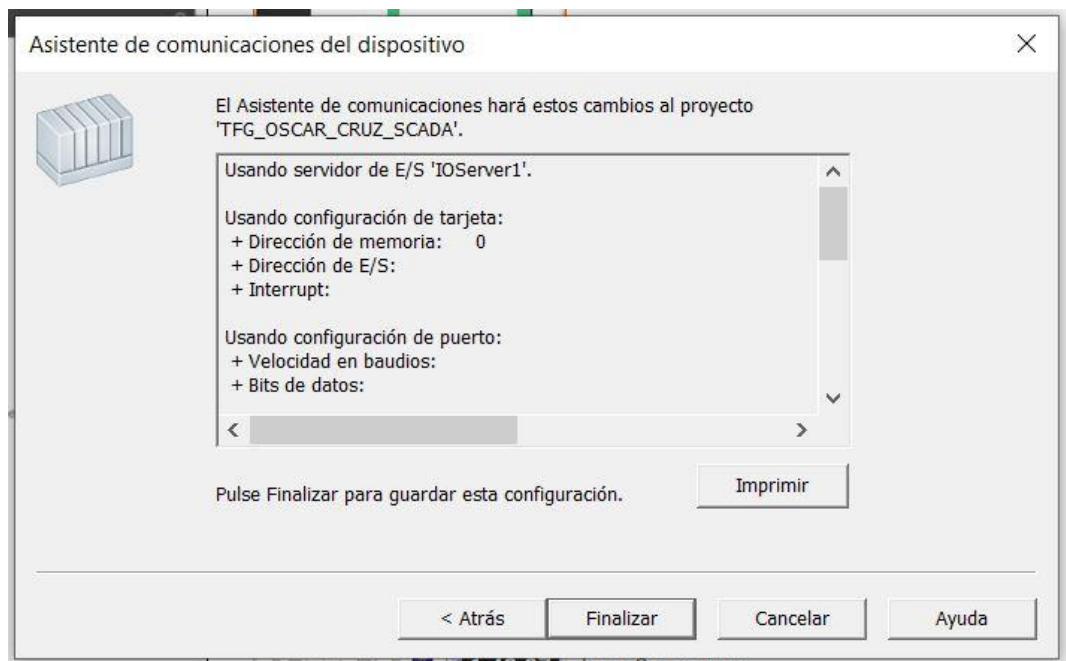 Asistente de comunicaciones del dispositivo
El Asistente de comunicaciones hará estos cambios al proyecto
'TFG_OSCAR_CRUZ_SCADA'.
Usando servidor de E/S 'IOServer1'.
Usando configuración de tarjeta:
+ Dirección de memoria: 0
+ Dirección de E/S:
+ Interrupt:
Usando configuración de puerto:
+ Velocidad en baudios:
+ Bits de datos:
Pulse Finalizar para guardar esta configuración.
Imprimir
< Atrás
Finalizar
Cancelar
Ayuda